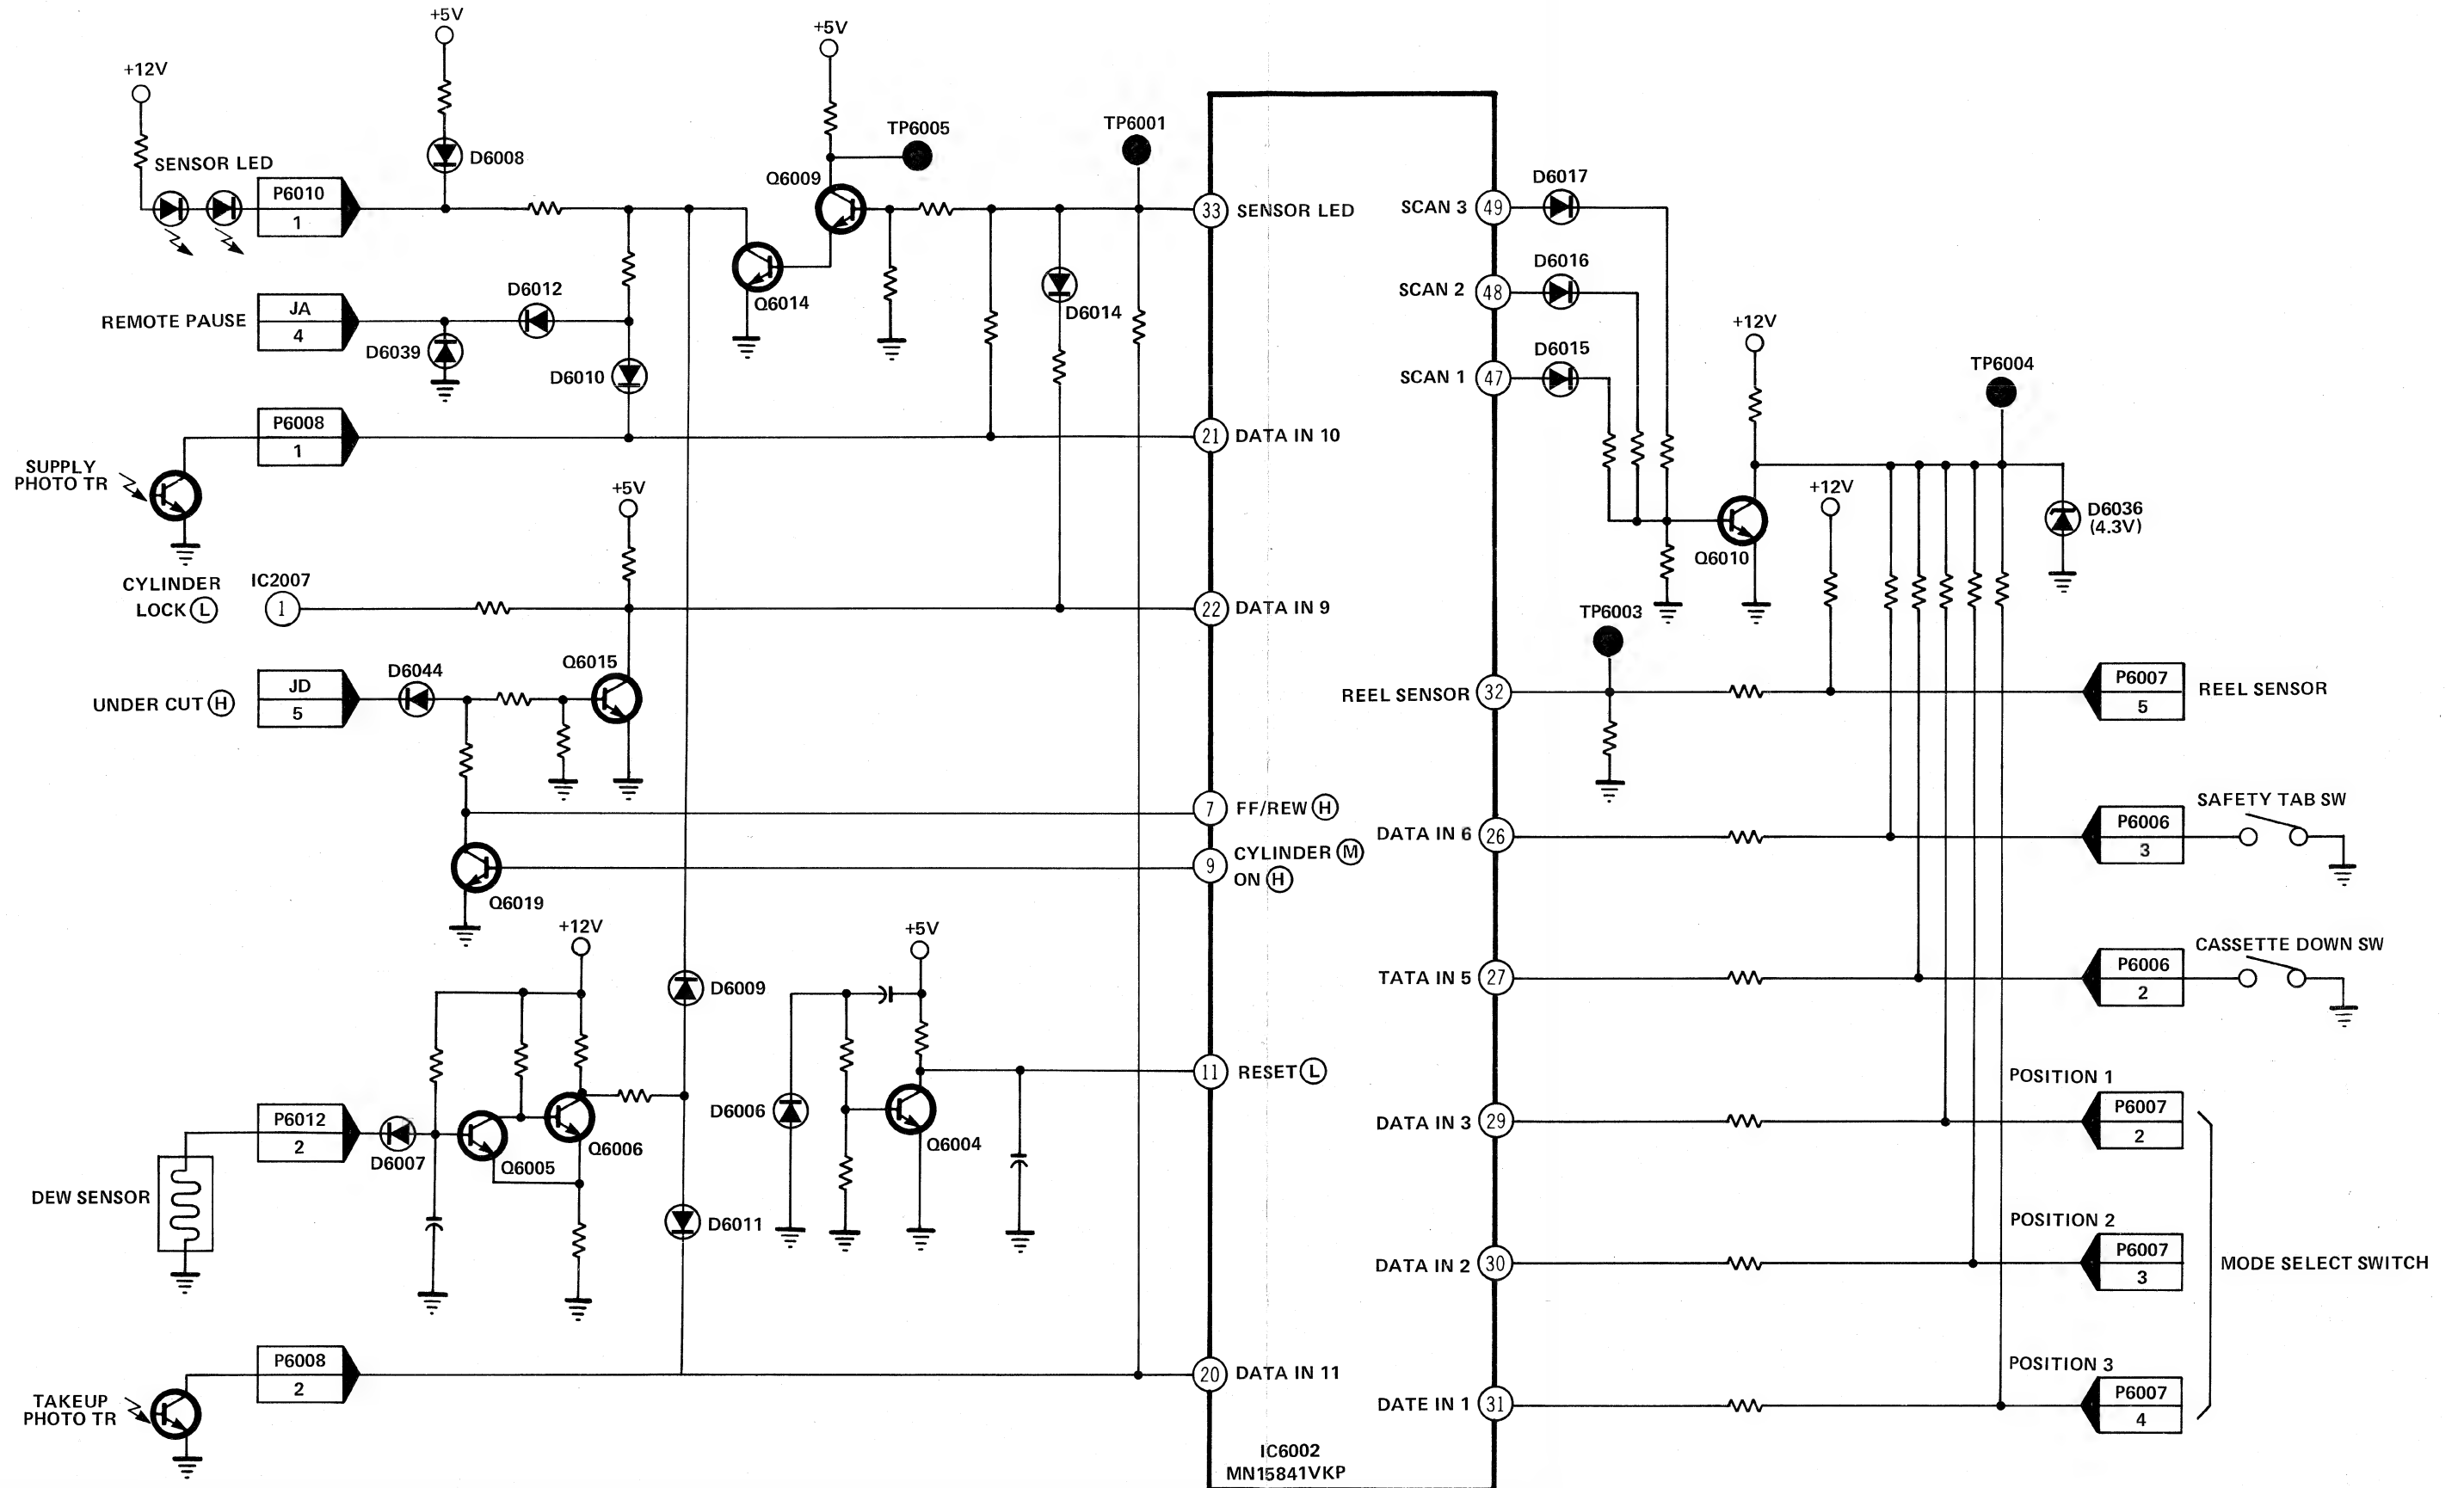 +5V
+12V
+5V
SENSOR LED
P6010
1
D6008
Q6009
TP6005
TP6001
33
SENSOR LED
Q6014
REMOTE PAUSE
JA
4
D6012
D6039
D6010
D6014
SUPPLY
PHOTO TR
P6008
1
21
DATA IN 10
+5V
CYLINDER
LOCK L
IC2007
1
22
DATA IN 9
UNDER CUT H
JD
5
D6044
Q6015
7
FF/REW H
9
CYLINDER M
ON H
Q6019
+12V
+5V
D6009
DEW SENSOR
P6012
2
D6007
Q6005
Q6006
D6006
Q6004
11
RESET L
D6011
TAKEUP
PHOTO TR
P6008
2
20
DATA IN 11
IC6002
MN15841VKP
SCAN 3
49
D6017
SCAN 2
48
D6016
SCAN 1
47
D6015
+12V
TP6004
+12V
Q6010
D6036
(4.3V)
TP6003
REEL SENSOR
32
P6007
5
REEL SENSOR
DATA IN 6
26
P6006
3
SAFETY TAB SW
TATA IN 5
27
P6006
2
CASSETTE DOWN SW
DATA IN 3
29
POSITION 1
P6007
2
DATA IN 2
30
POSITION 2
P6007
3
MODE SELECT SWITCH
DATE IN 1
31
POSITION 3
P6007
4